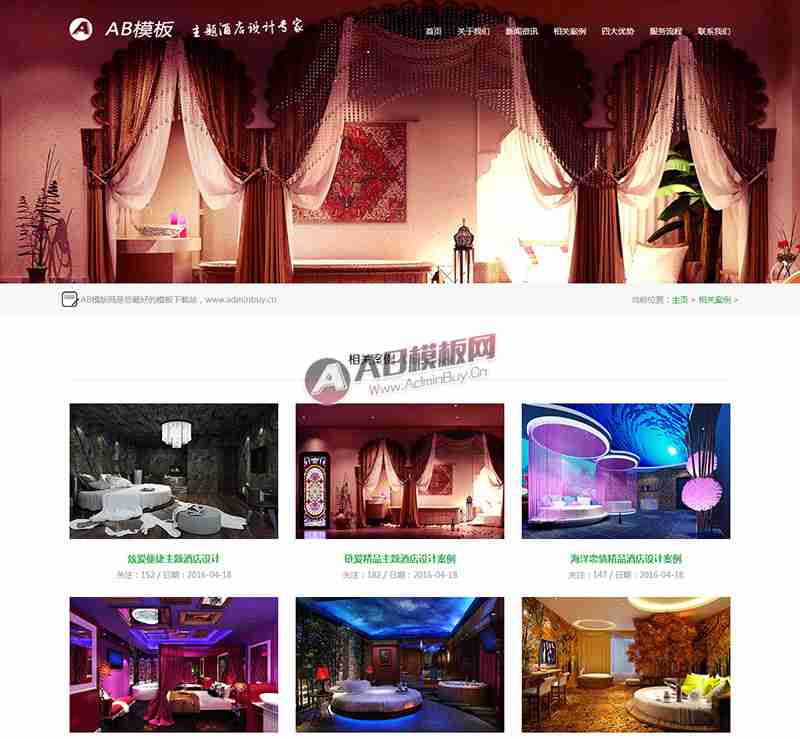 AB模板 主题酒店设计专家
首页 关于我们 新闻资讯 相关案例 四大优势 服务流程 联系我们
AB模板网是您最好的模板下载站，www.adminbuy.cn
当前位置：主页 > 相关案例 >
相关案例
AB模板网
Www.AdminBuy.Cn
炫爱便捷主题酒店设计
关注：152 / 日期：2016-04-18
链爱精品主题酒店设计案例
关注：182 / 日期：2016-04-18
海洋恋情精品酒店设计案例
关注：147 / 日期：2016-04-18